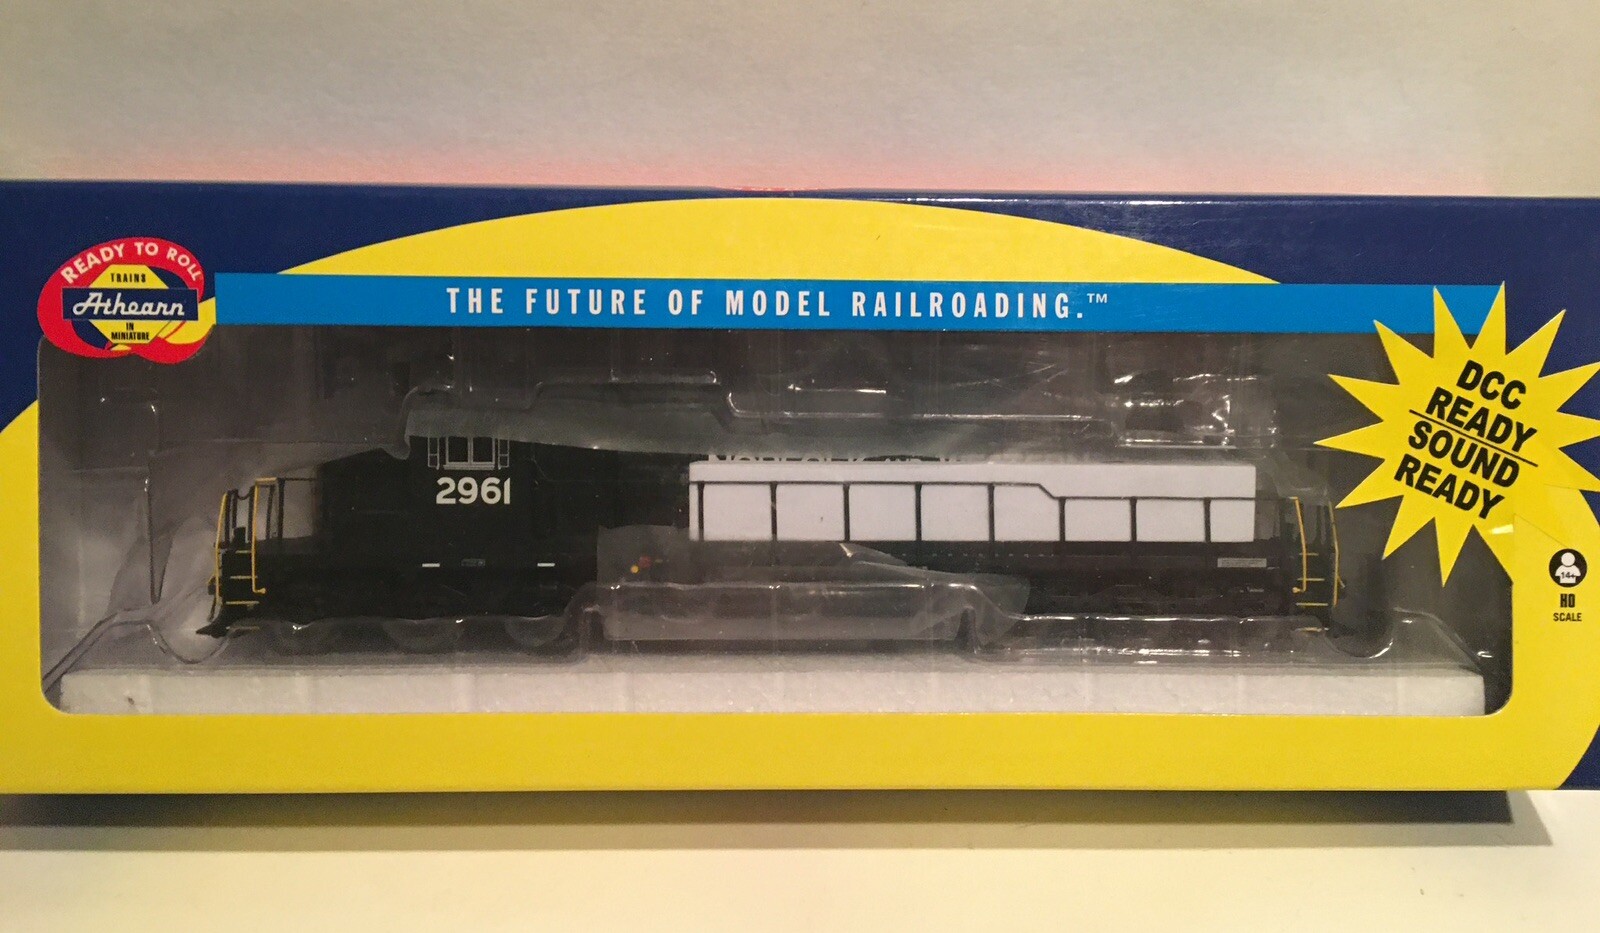 READY TO ROLL
TRAINS
Athearn
IN
MINIATURE
THE FUTURE OF MODEL RAILROADING.™
DCC
READY
SOUND
READY
2961
14+
HO
SCALE